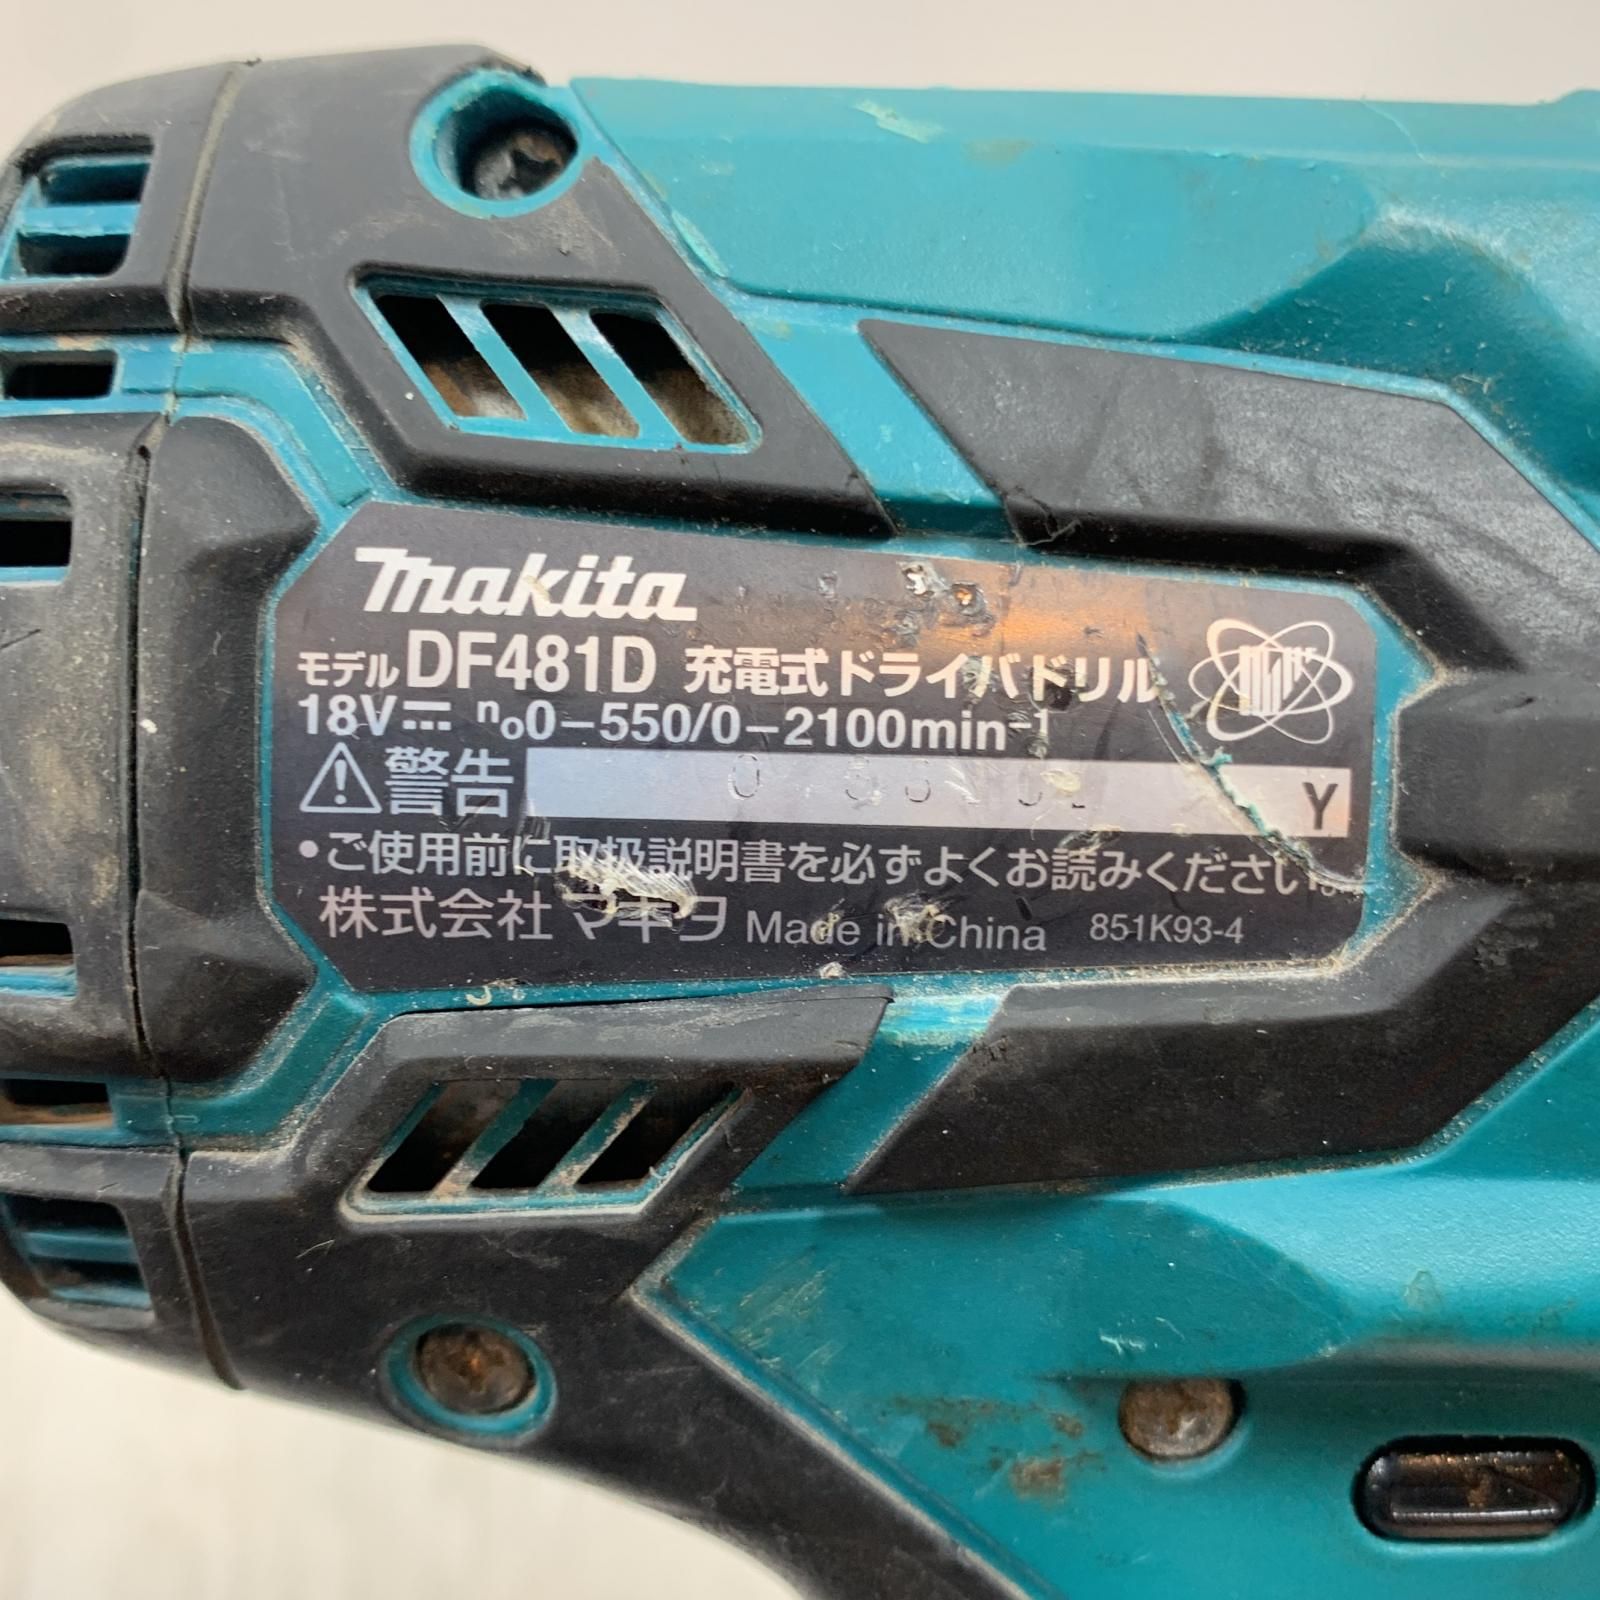 makita
モデル DF481D 充電式ドライバドリル
18V⎓ n₀0-550/0-2100min⁻¹
⚠警告 Y
•ご使用前に取扱説明書を必ずよくお読みください
株式会社マキタ Made in China 851K93-4